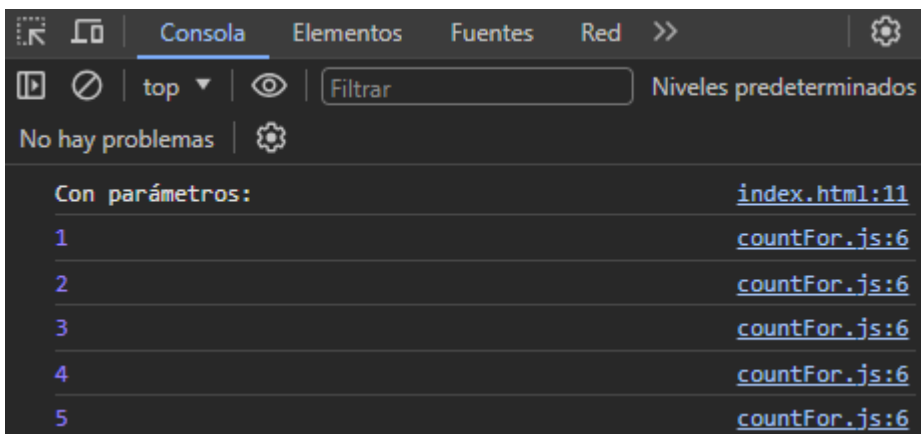 Consola Elementos Fuentes Red
top Filtrar Niveles predeterminados
No hay problemas
Con parámetros: index.html:11
1 countFor.js:6
2 countFor.js:6
3 countFor.js:6
4 countFor.js:6
5 countFor.js:6